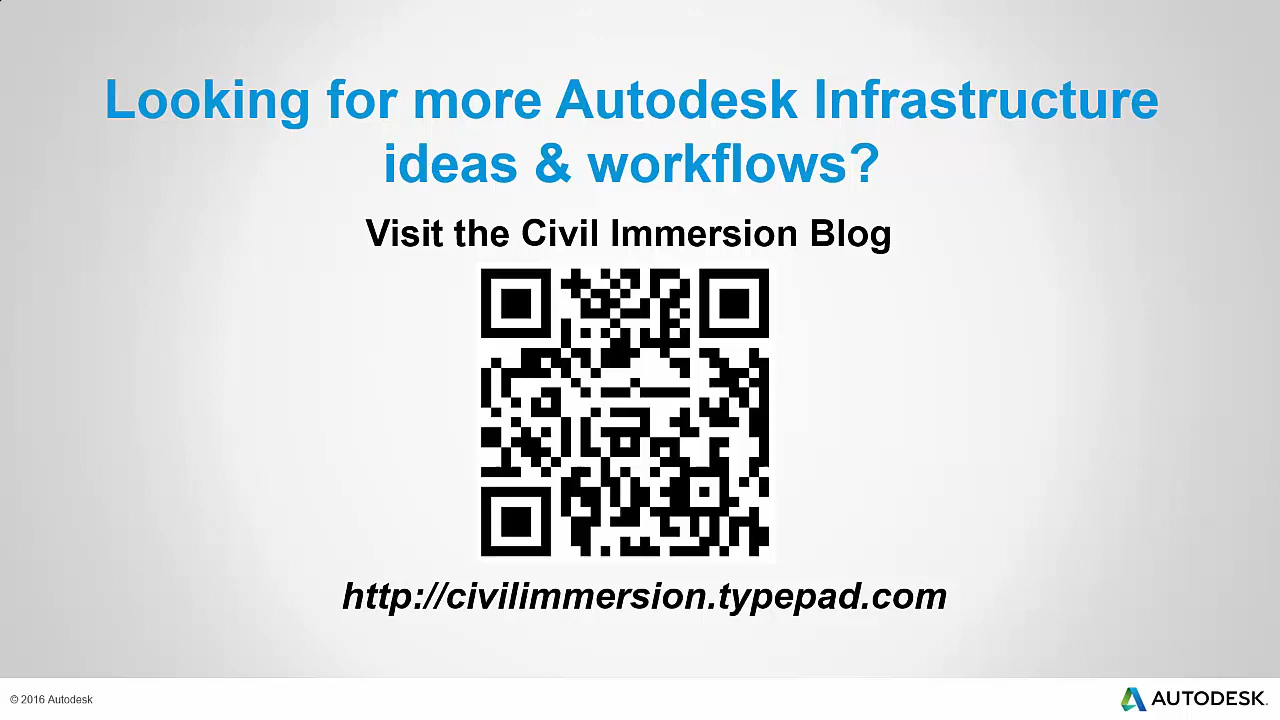 Looking for more Autodesk Infrastructure
ideas & workflows?
Visit the Civil Immersion Blog
http://civilimmersion.typepad.com
© 2016 Autodesk
AUTODESK.